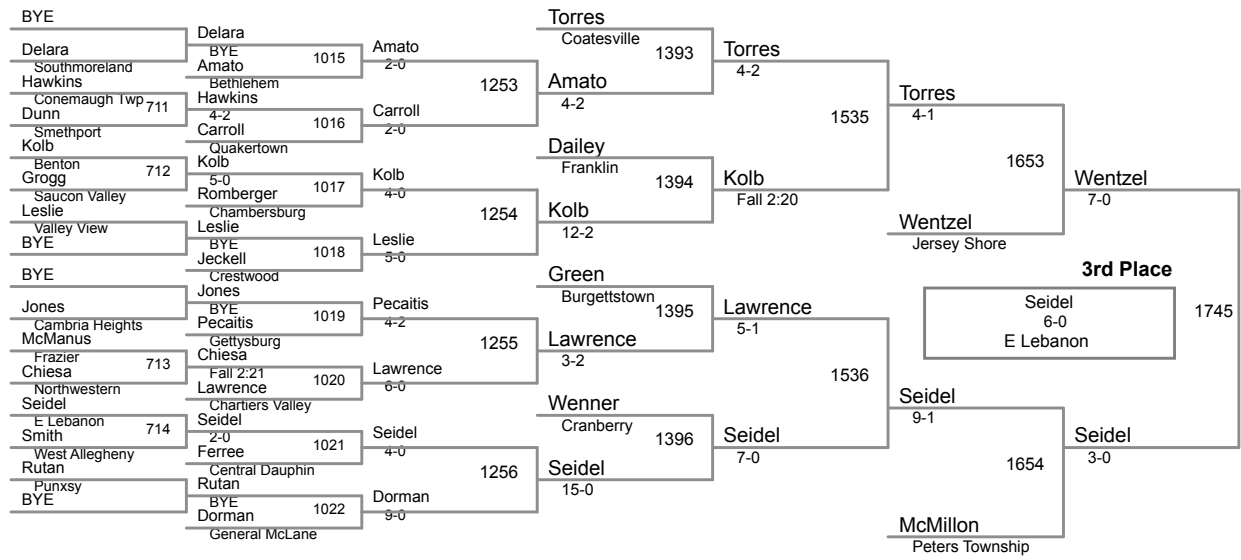 BYE
Delara
Southmoreland
Hawkins
Conemaugh Twp
711
Dunn
Smethport
Kolb
Benton
712
Grogg
Saucon Valley
Leslie
Valley View
BYE
BYE
Jones
Cambria Heights
McManus
Frazier
713
Chiesa
Northwestern
Seidel
E Lebanon
714
Smith
West Allegheny
Rutan
Punxsy
BYE
Delara
BYE
1015
Amato
Bethlehem
Hawkins
4-2
1016
Carroll
Quakertown
Kolb
5-0
1017
Romberger
Chambersburg
Leslie
BYE
1018
Jeckell
Crestwood
Jones
BYE
1019
Pecaitis
Gettysburg
Chiesa
Fall 2:21
1020
Lawrence
Chartiers Valley
Seidel
2-0
1021
Ferree
Central Dauphin
Rutan
BYE
1022
Dorman
General McLane
Amato
2-0
1253
Carroll
2-0
Kolb
4-0
1254
Leslie
5-0
Pecaitis
4-2
1255
Lawrence
6-0
Seidel
4-0
1256
Dorman
9-0
Torres
Coatesville
1393
Amato
4-2
Dailey
Franklin
1394
Kolb
12-2
Green
Burgettstown
1395
Lawrence
3-2
Wenner
Cranberry
1396
Seidel
15-0
Torres
4-2
1535
Kolb
Fall 2:20
Lawrence
5-1
1536
Seidel
7-0
Torres
4-1
1653
Wentzel
Jersey Shore
Seidel
9-1
1654
McMillon
Peters Township
Wentzel
7-0
1745
Seidel
3-0
3rd Place
Seidel
6-0
E Lebanon